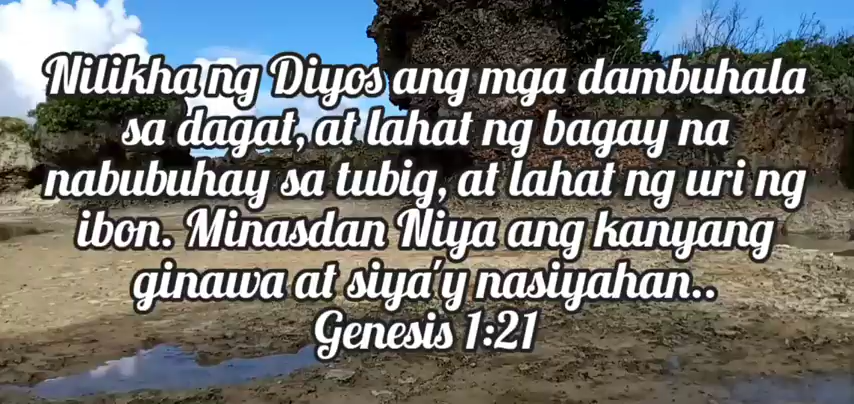 Nilikha ng Diyos ang mga dambuhala
sa dagat, at lahat ng bagay na
nabubuhay sa tubig, at lahat ng uri ng
ibon. Minasdan Niya ang kanyang
ginawa at siya'y nasiyahan..
Genesis 1:21